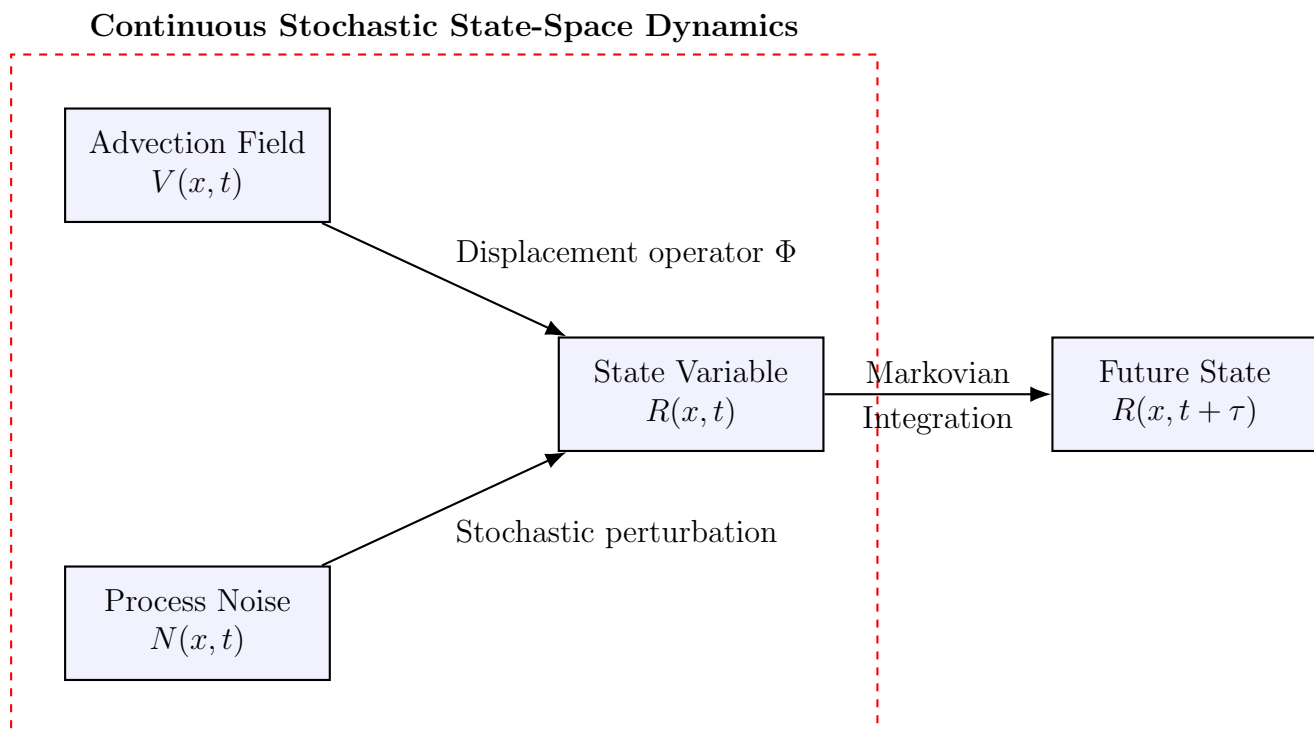 Continuous Stochastic State-Space Dynamics
Advection Field
V(x, t)
Displacement operator Φ
State Variable
R(x, t)
Markovian
Integration
Future State
R(x, t + τ)
Stochastic perturbation
Process Noise
N(x, t)